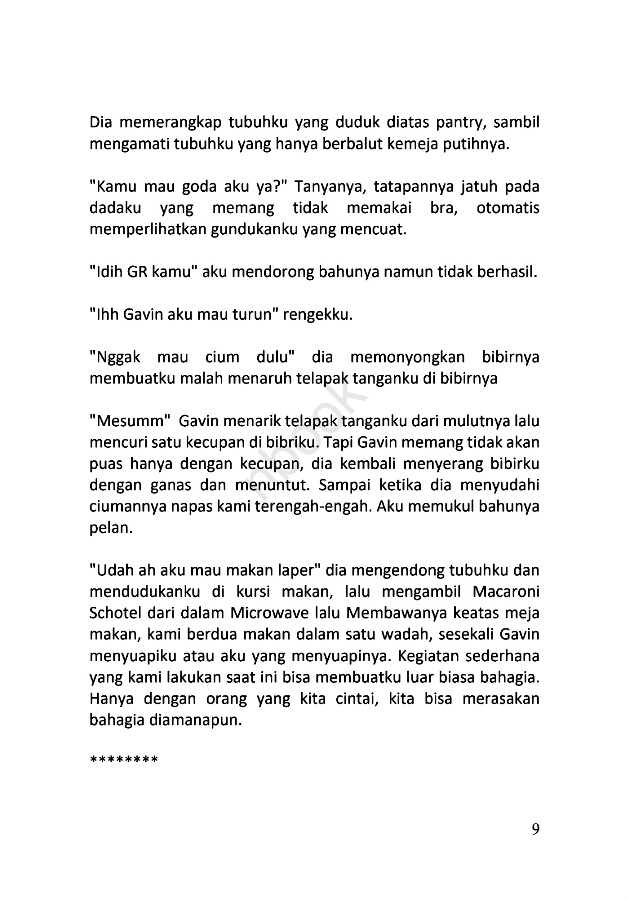 Dia memerangkap tubuhku yang duduk diatas pantry, sambil
mengamati tubuhku yang hanya berbalut kemeja putihnya.
"Kamu mau goda aku ya?" Tanyanya, tatapannya jatuh pada
dadaku yang memang tidak memakai bra, otomatis
memperlihatkan gundukanku yang mencuat.
"Idih GR kamu" aku mendorong bahunya namun tidak berhasil.
"Ihh Gavin aku mau turun" rengekku.
"Nggak mau cium dulu" dia memonyongkan bibirnya
membuatku malah menaruh telapak tanganku di bibirnya
"Mesumm" Gavin menarik telapak tanganku dari mulutnya lalu
mencuri satu kecupan di bibriku. Tapi Gavin memang tidak akan
puas hanya dengan kecupan, dia kembali menyerang bibirku
dengan ganas dan menuntut. Sampai ketika dia menyudahi
ciumannya napas kami terengah-engah. Aku memukul bahunya
pelan.
"Udah ah aku mau makan laper" dia mengendong tubuhku dan
mendudukanku di kursi makan, lalu mengambil Macaroni
Schotel dari dalam Microwave lalu Membawanya keatas meja
makan, kami berdua makan dalam satu wadah, sesekali Gavin
menyuapiku atau aku yang menyuapinya. Kegiatan sederhana
yang kami lakukan saat ini bisa membuatku luar biasa bahagia.
Hanya dengan orang yang kita cintai, kita bisa merasakan
bahagia diamanapun.
********
9